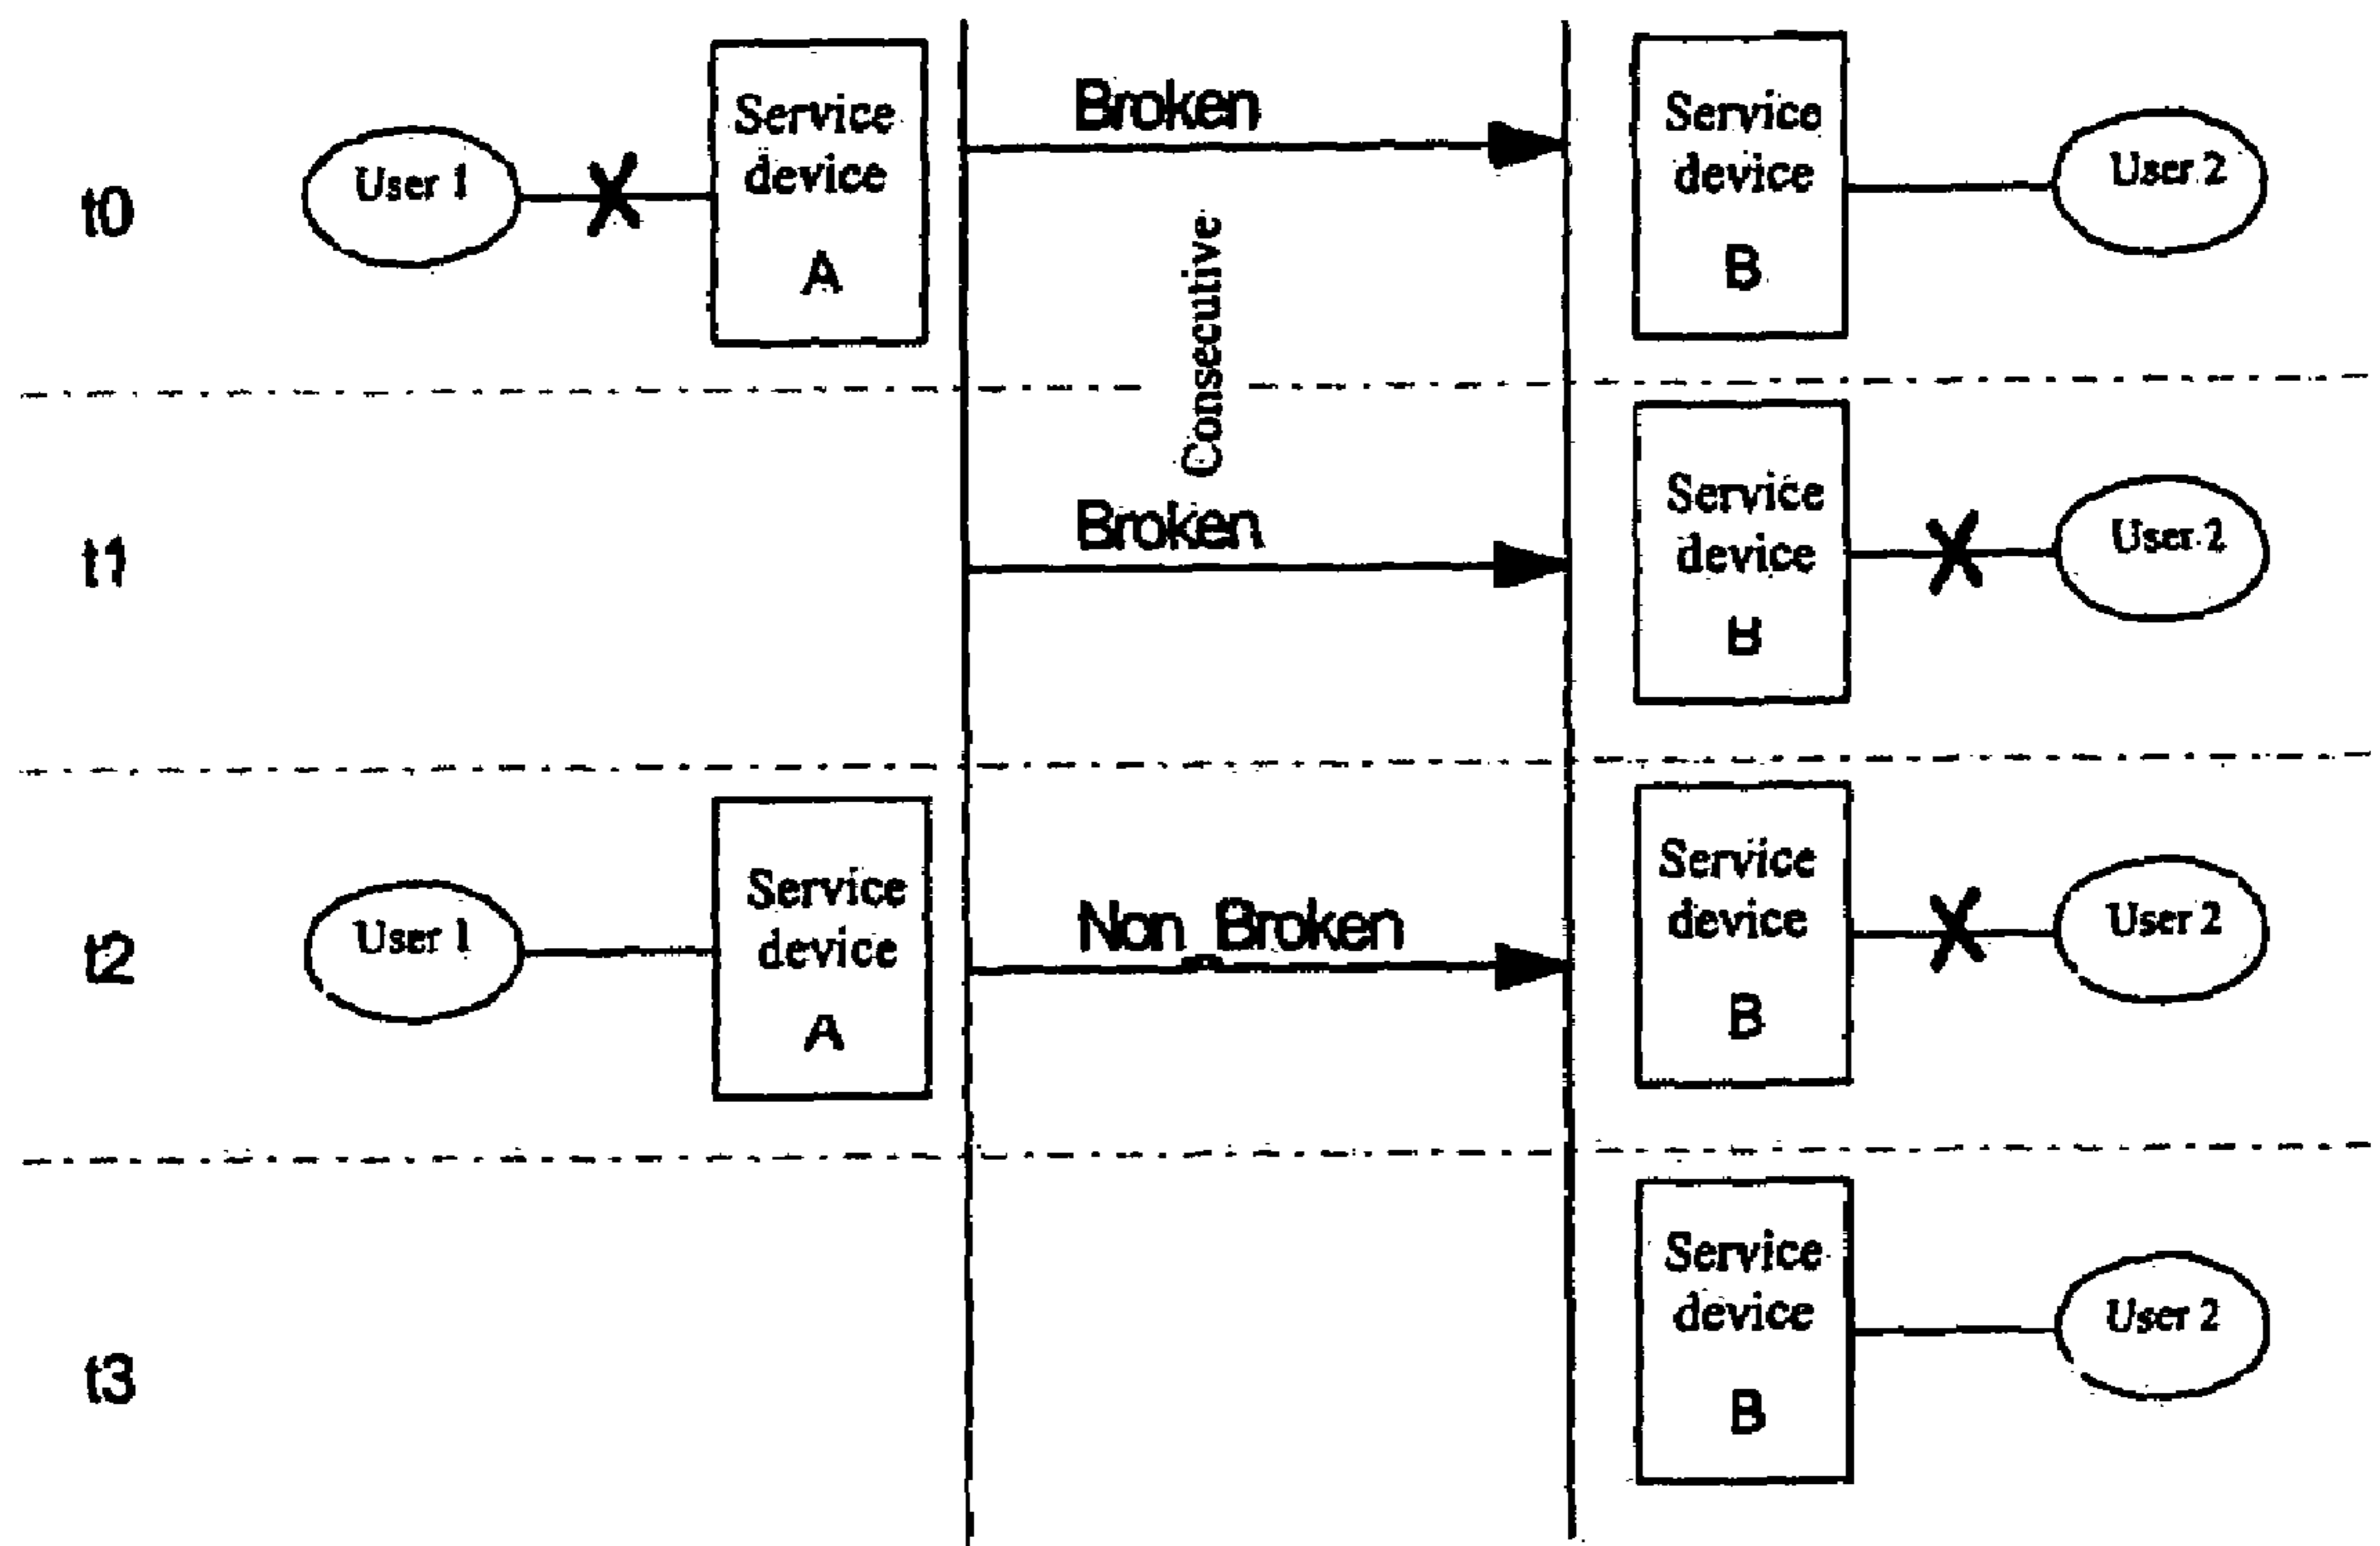 t0
User 1
Service
device
A
Broken
Consecutive
Service
device
B
User 2
t1
Broken
Service
device
B
User 2
t2
User 1
Service
device
A
Non_Broken
Service
device
B
User 2
t3
Service
device
B
User 2